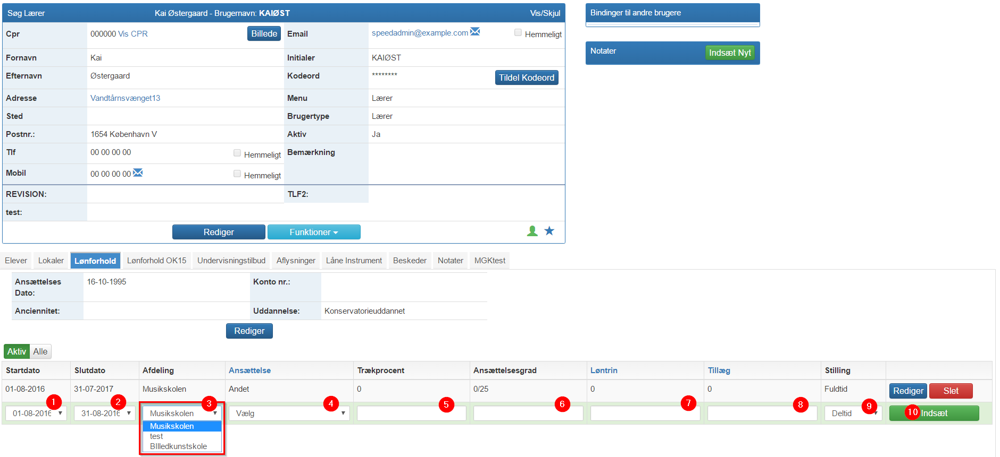 Søg Lærer Kai Østergaard - Brugernavn: KAIØST Vis/Skjul
Cpr 000000 Vis CPR Billede Email speedadmin@example.com Hemmeligt
Fornavn Kai Initialer KAIØST
Efternavn Østergaard Kodeord ******** Tildel Kodeord
Adresse Vandtårnsvænget13 Menu Lærer
Sted Brugertype Lærer
Postnr.: 1654 København V Aktiv Ja
Tlf 00 00 00 00 Hemmeligt Bemærkning
Mobil 00 00 00 00 Hemmeligt
REVISION: TLF2:
test:
Rediger Funktioner
Bindinger til andre brugere
Notater Indsæt Nyt
Elever Lokaler Lønforhold Lønforhold OK15 Undervisningstilbud Aflysninger Låne Instrument Beskeder Notater MGKtest
Ansættelses Dato: 16-10-1995 Konto nr.:
Anciennitet: Uddannelse: Konservatorieuddannet
Rediger
Aktiv Alle
Startdato Slutdato Afdeling Ansættelse Trækprocent Ansættelsesgrad Løntrin Tillæg Stilling
01-08-2016 31-07-2017 Musikskolen Andet 0 0/25 0 0 Fuldtid Rediger Slet
1 2 3 4 5 6 7 8 9 10
01-08-2016 31-08-2016 Musikskolen Vælg Deltid Indsæt
Musikskolen
test
BIlledkunstskole